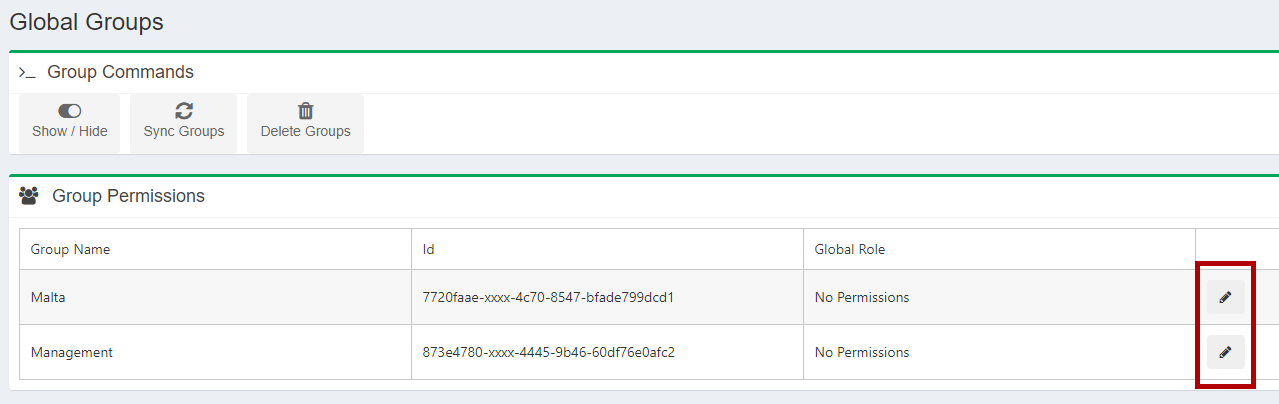 Global Groups
Group Commands
Show / Hide Sync Groups Delete Groups
Group Permissions
Group Name Id Global Role
Malta 7720faae-xxxx-4c70-8547-bfade799dcd1 No Permissions
Management 873e4780-xxxx-4445-9b46-60df76e0afc2 No Permissions